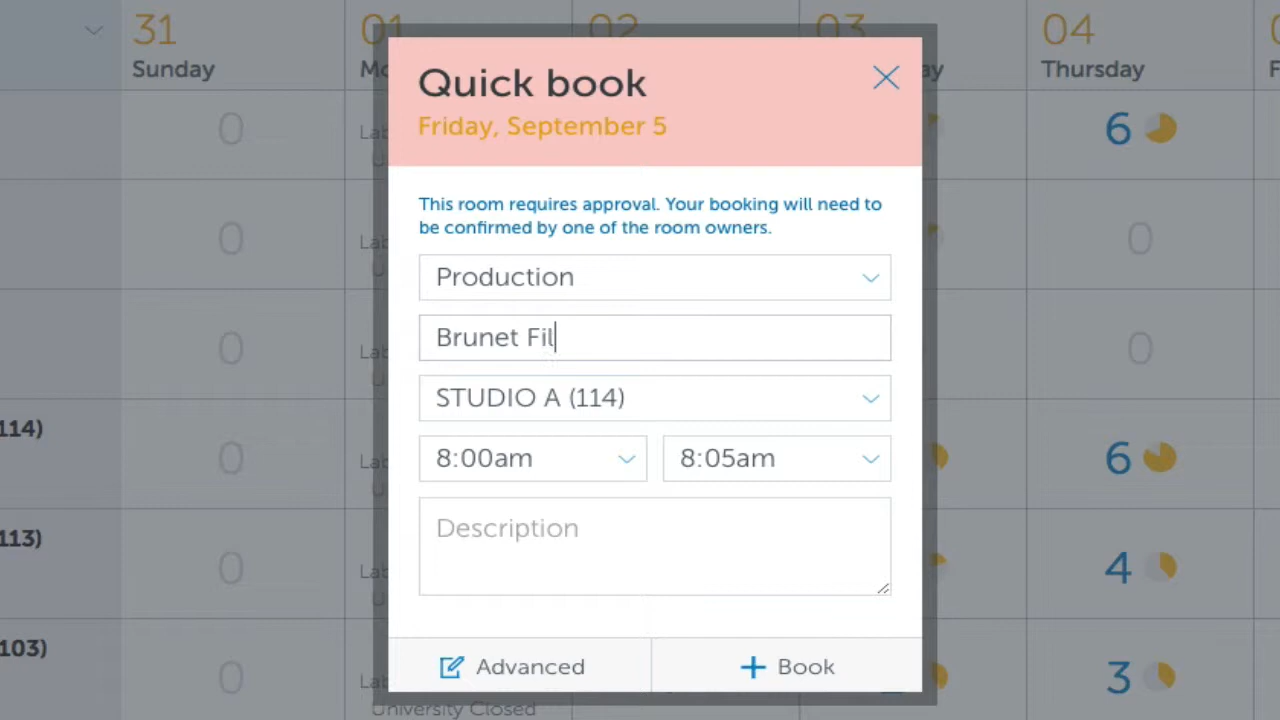 31
01
02
03
04
Sunday
Thursday
Quick book
Friday, September 5
This room requires approval. Your booking will need to
be confirmed by one of the room owners.
Production
Brunet Fil
STUDIO A (114)
8:00am
8:05am
Description
Advanced
Book
0
6
0
0
0
0
114)
0
6
113)
0
4
103)
0
3
University Closed